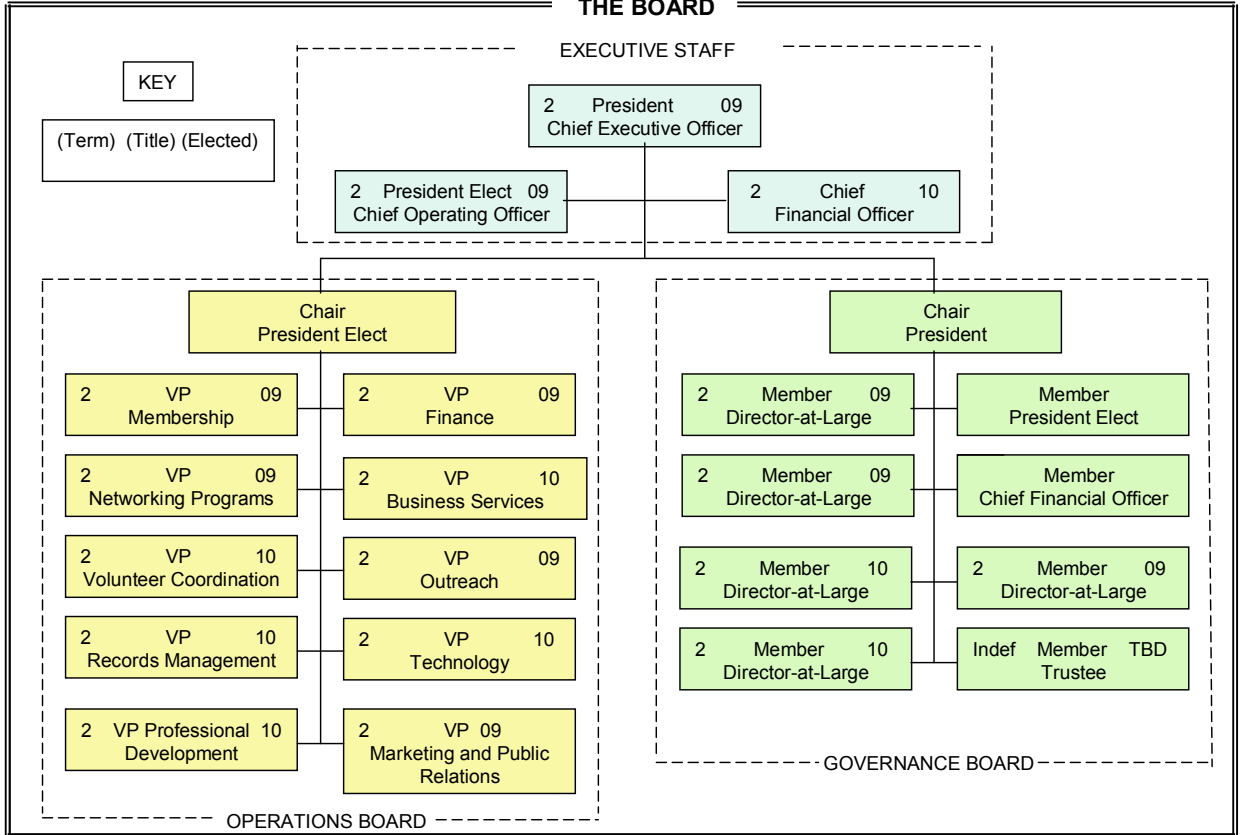 THE BOARD
EXECUTIVE STAFF
KEY
(Term) (Title) (Elected)
2 President 09
Chief Executive Officer
2 President Elect 09
Chief Operating Officer
2 Chief 10
Financial Officer
Chair
President Elect
2 VP 09
Membership
2 VP 09
Finance
2 VP 09
Networking Programs
2 VP 10
Business Services
2 VP 10
Volunteer Coordination
2 VP 09
Outreach
2 VP 10
Records Management
2 VP 10
Technology
2 VP Professional 10
Development
2 VP 09
Marketing and Public
Relations
OPERATIONS BOARD
Chair
President
2 Member 09
Director-at-Large
Member
President Elect
2 Member 09
Director-at-Large
Member
Chief Financial Officer
2 Member 10
Director-at-Large
2 Member 09
Director-at-Large
2 Member 10
Director-at-Large
Indef Member TBD
Trustee
GOVERNANCE BOARD